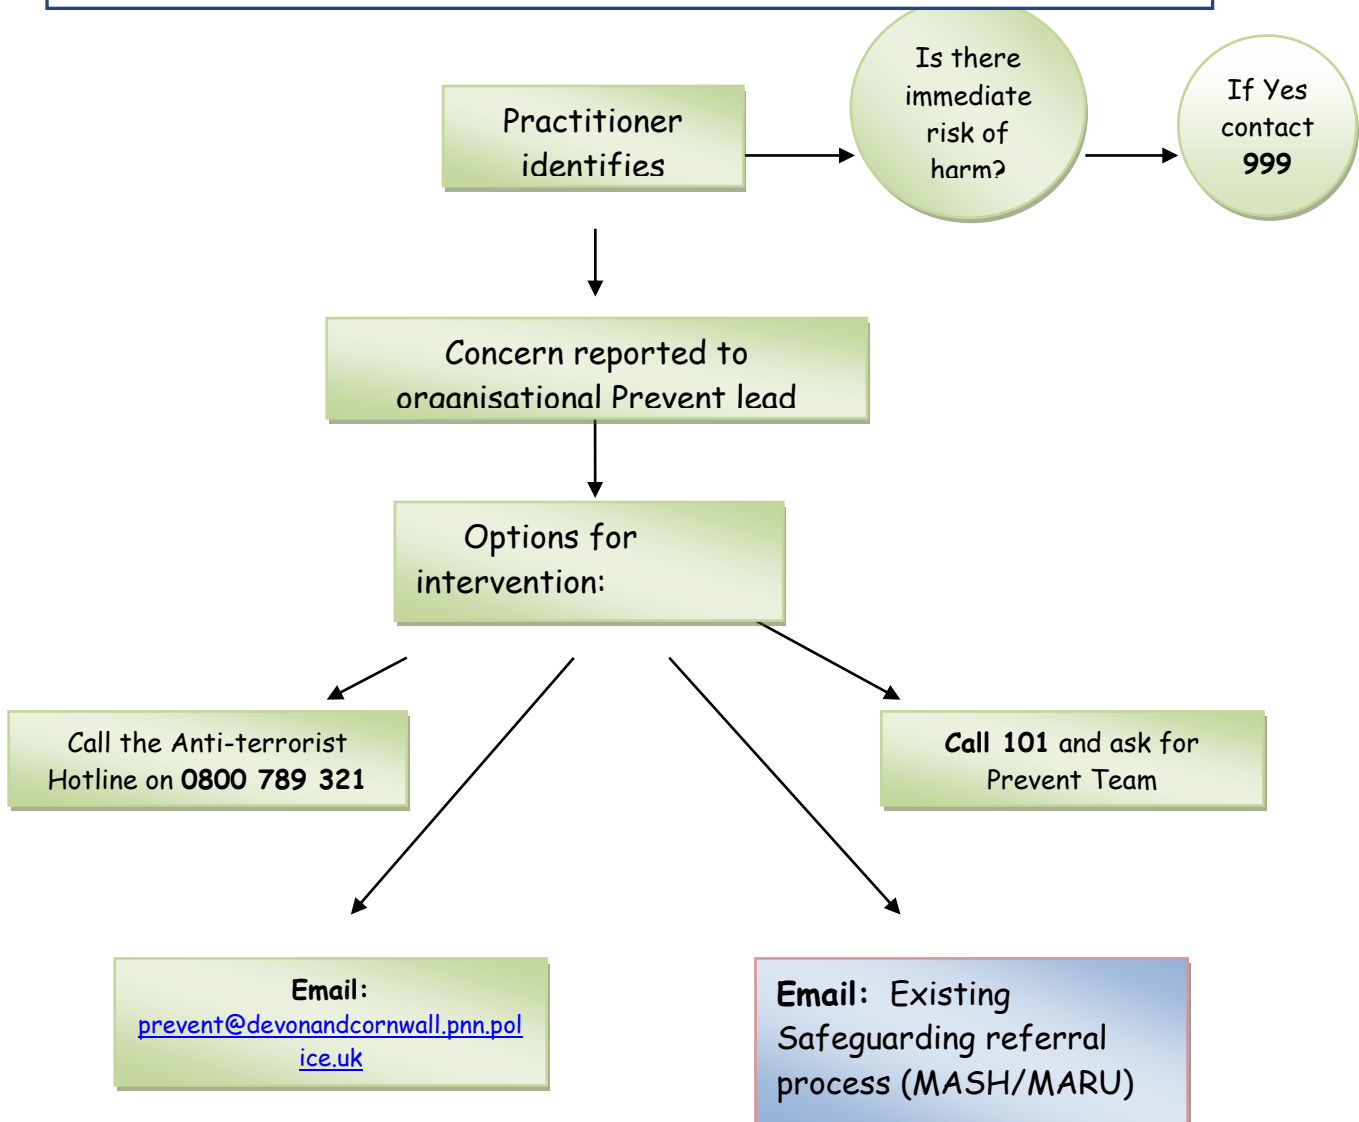 Is there
immediate
risk of
harm?
If Yes
contact
999
Practitioner
identifies
Concern reported to
organisational Prevent lead
Options for
intervention:
Call the Anti-terrorist
Hotline on 0800 789 321
Call 101 and ask for
Prevent Team
Email:
prevent@devonandcornwall.pnn.pol
ice.uk
Email: Existing
Safeguarding referral
process (MASH/MARU)